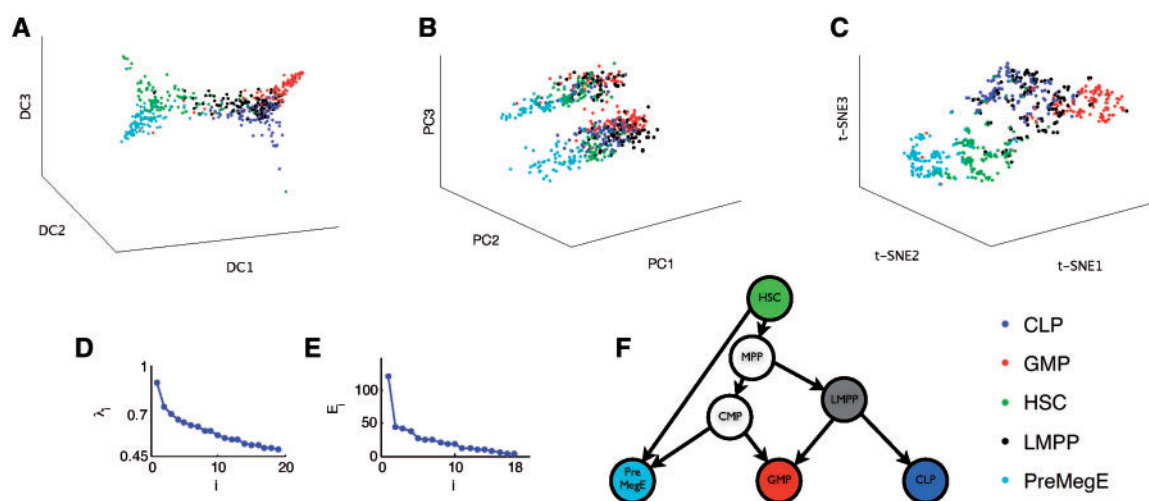 A
DC3
DC2
DC1
B
PC3
PC2
PC1
C
t-SNE3
t-SNE2
t-SNE1
D
1
0.7
0.45
λi
0
10
20
i
E
100
50
0
Ei
0
10
18
i
F
HSC
MPP
CMP
LMPP
Pre
MegE
GMP
CLP
CLP
GMP
HSC
LMPP
PreMegE